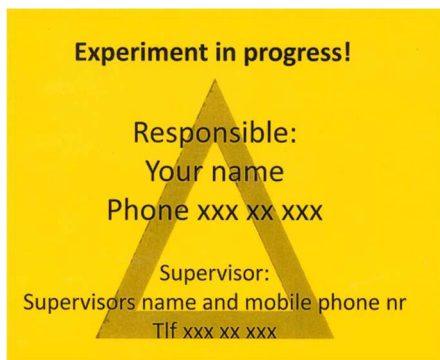 Experiment in progress!
Responsible:
Your name
Phone xxx xx xxx
Supervisor:
Supervisors name and mobile phone nr
Tlf xxx xx xxx